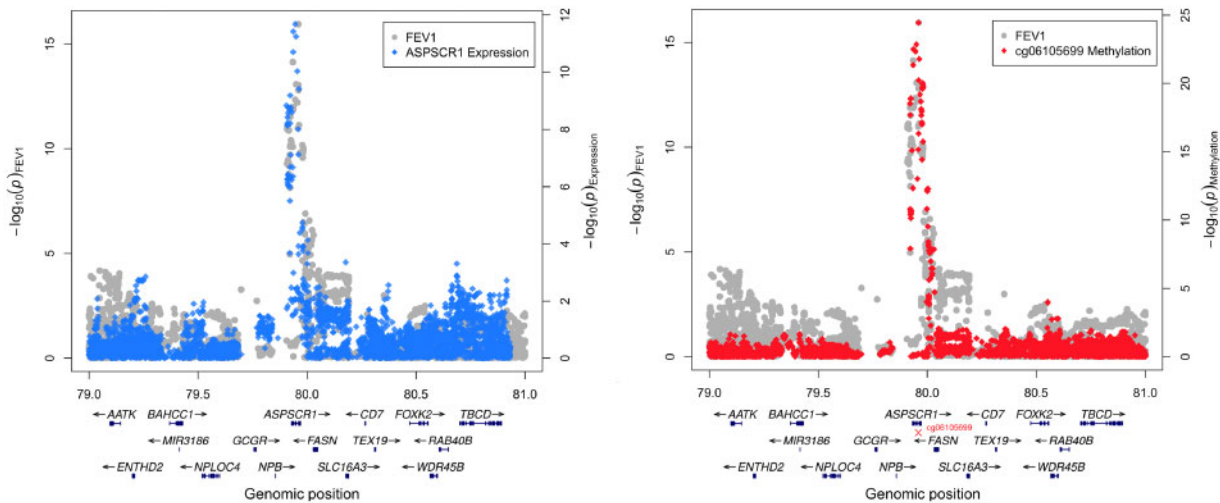 FEV1
ASPSCR1 Expression
15
10
5
0
−log10(p)FEV1
12
10
8
6
4
2
0
−log10(p)Expression
79.0 79.5 80.0 80.5 81.0
AATK BAHCC1 ASPSCR1 CD7 FOXK2 TBCD
MIR3186 GCGR FASN TEX19 RAB40B
ENTHD2 NPLOC4 NPB SLC16A3 WDR45B
Genomic position
FEV1
cg06105699 Methylation
15
10
5
0
−log10(p)FEV1
25
20
15
10
5
0
−log10(p)Methylation
79.0 79.5 80.0 80.5 81.0
AATK BAHCC1 ASPSCR1 CD7 FOXK2 TBCD
cg06105699
MIR3186 GCGR FASN TEX19 RAB40B
ENTHD2 NPLOC4 NPB SLC16A3 WDR45B
Genomic position